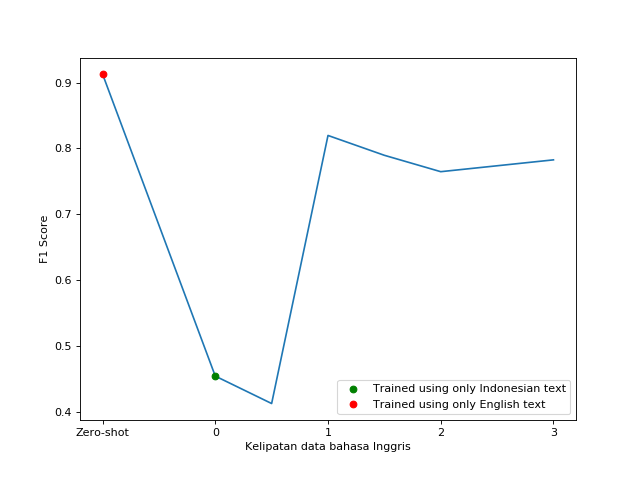 0.9
0.8
0.7
0.6
0.5
0.4
F1 Score
Trained using only Indonesian text
Trained using only English text
Zero-shot 0 1 2 3
Kelipatan data bahasa Inggris